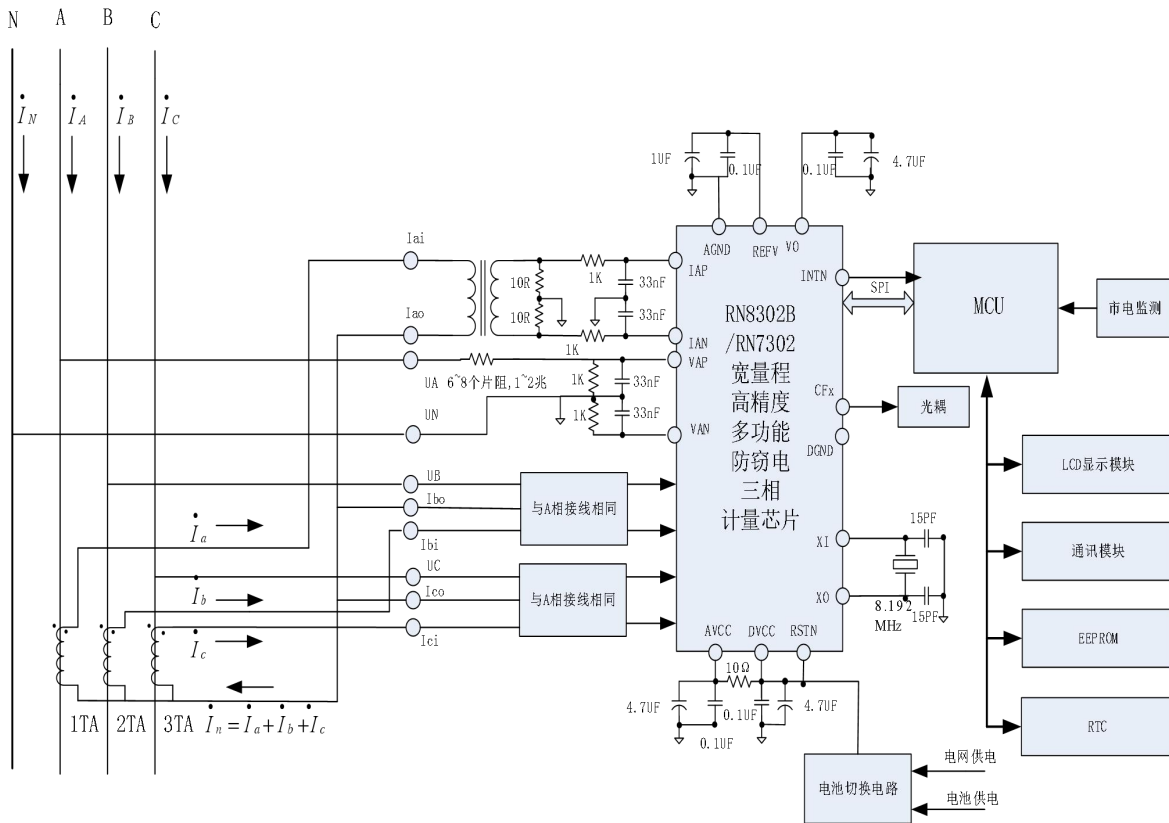 N
A
B
C
İN
İA
İB
İC
1UF
0.1UF
0.1UF
4.7UF
AGND
REFV
VO
Iai
Iao
10R
10R
1K
1K
33nF
33nF
IAP
IAN
INTN
SPI
MCU
市电监测
RN8302B
/RN7302
宽量程
高精度
多功能
防窃电
三相
计量芯片
UA 6~8个片阻,1~2兆
1K
1K
33nF
33nF
VAP
VAN
UN
CFx
光耦
DGND
UB
Ibo
Ibi
与A相接线相同
UC
Ico
Ici
与A相接线相同
XI
XO
15PF
15PF
8.192
MHz
LCD显示模块
通讯模块
EEPROM
RTC
İa
İb
İc
1TA
2TA
3TA
İn = İa + İb + İc
AVCC
DVCC
RSTN
10Ω
4.7UF
0.1UF
0.1UF
4.7UF
电池切换电路
电网供电
电池供电